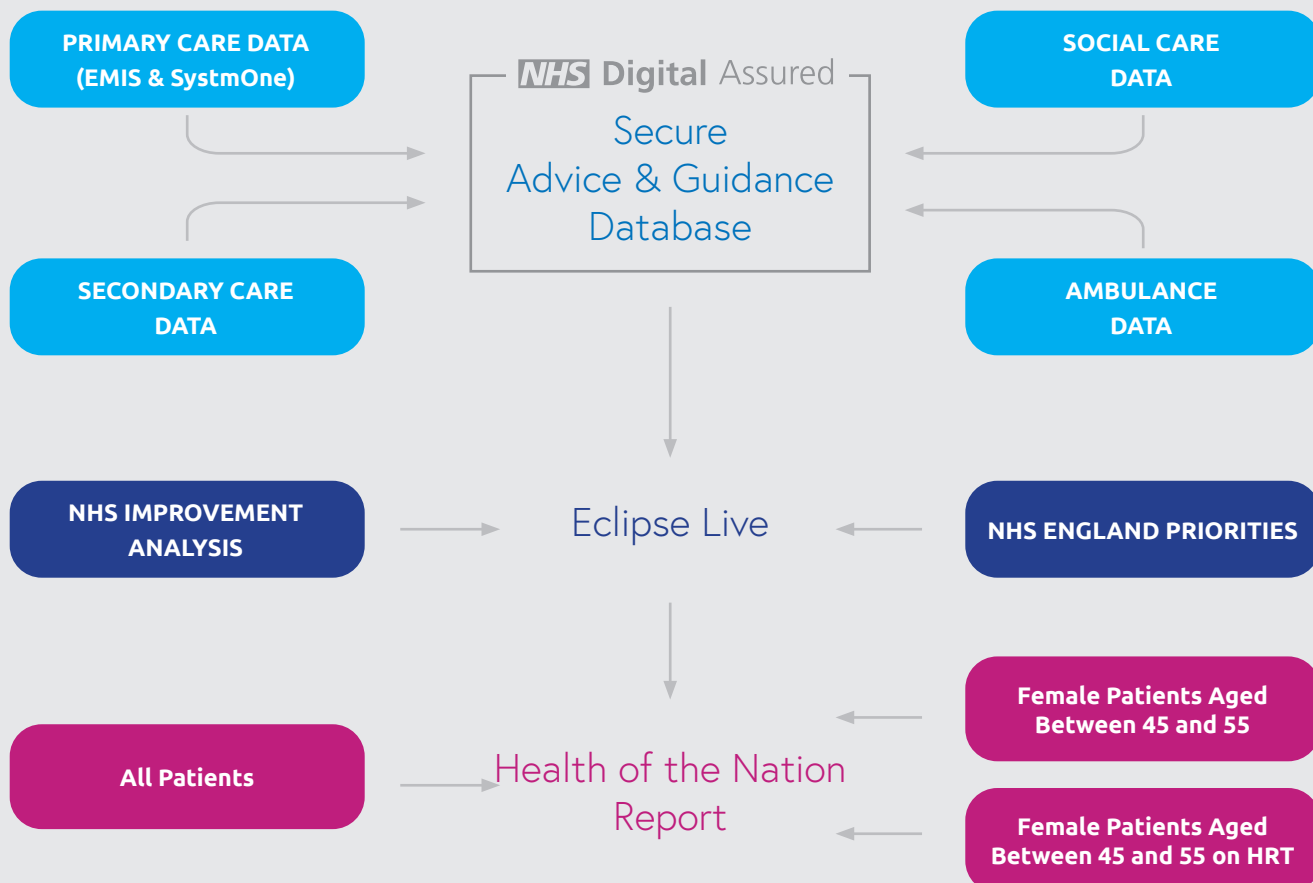 PRIMARY CARE DATA
(EMIS & SystmOne)
NHS Digital Assured
Secure
Advice & Guidance
Database
SOCIAL CARE
DATA
SECONDARY CARE
DATA
AMBULANCE
DATA
NHS IMPROVEMENT
ANALYSIS
Eclipse Live
NHS ENGLAND PRIORITIES
All Patients
Health of the Nation
Report
Female Patients Aged
Between 45 and 55
Female Patients Aged
Between 45 and 55 on HRT